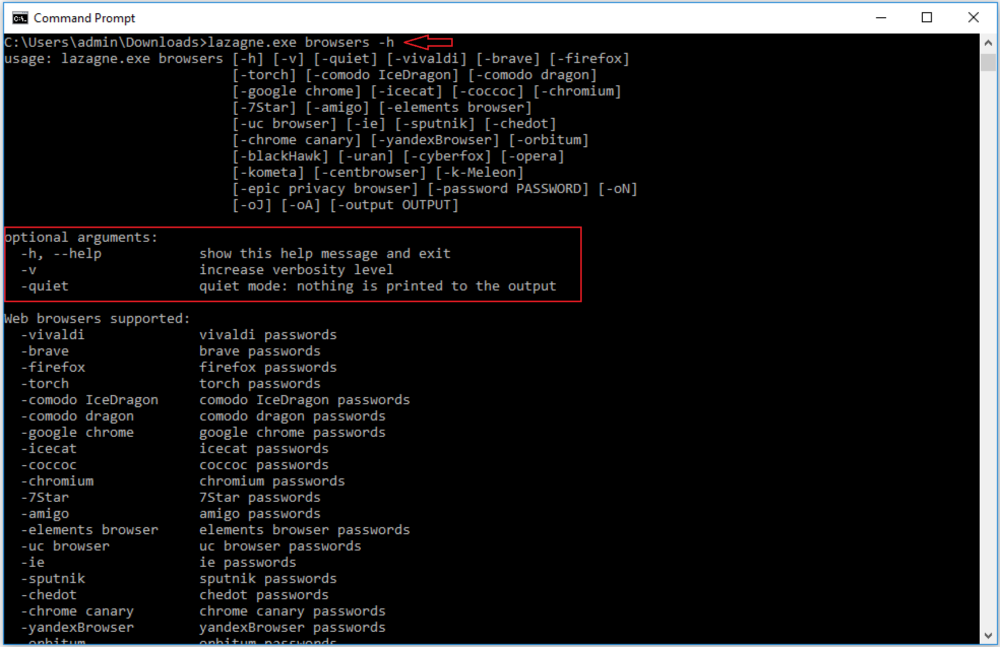 Command Prompt
C:\Users\admin\Downloads>lazagne.exe browsers -h
usage: lazagne.exe browsers [-h] [-v] [-quiet] [-vivaldi] [-brave] [-firefox]
[-torch] [-comodo IceDragon] [-comodo dragon]
[-google chrome] [-icecat] [-coccoc] [-chromium]
[-7Star] [-amigo] [-elements browser]
[-uc browser] [-ie] [-sputnik] [-chedot]
[-chrome canary] [-yandexBrowser] [-orbitum]
[-blackHawk] [-uran] [-cyberfox] [-opera]
[-kometa] [-centbrowser] [-k-Meleon]
[-epic privacy browser] [-password PASSWORD] [-oN]
[-oJ] [-oA] [-output OUTPUT]
optional arguments:
-h, --help show this help message and exit
-v increase verbosity level
-quiet quiet mode: nothing is printed to the output
Web browsers supported:
-vivaldi vivaldi passwords
-brave brave passwords
-firefox firefox passwords
-torch torch passwords
-comodo IceDragon comodo IceDragon passwords
-comodo dragon comodo dragon passwords
-google chrome google chrome passwords
-icecat icecat passwords
-coccoc coccoc passwords
-chromium chromium passwords
-7Star 7Star passwords
-amigo amigo passwords
-elements browser elements browser passwords
-uc browser uc browser passwords
-ie ie passwords
-sputnik sputnik passwords
-chedot chedot passwords
-chrome canary chrome canary passwords
-yandexBrowser yandexBrowser passwords
-orbitum orbitum passwords